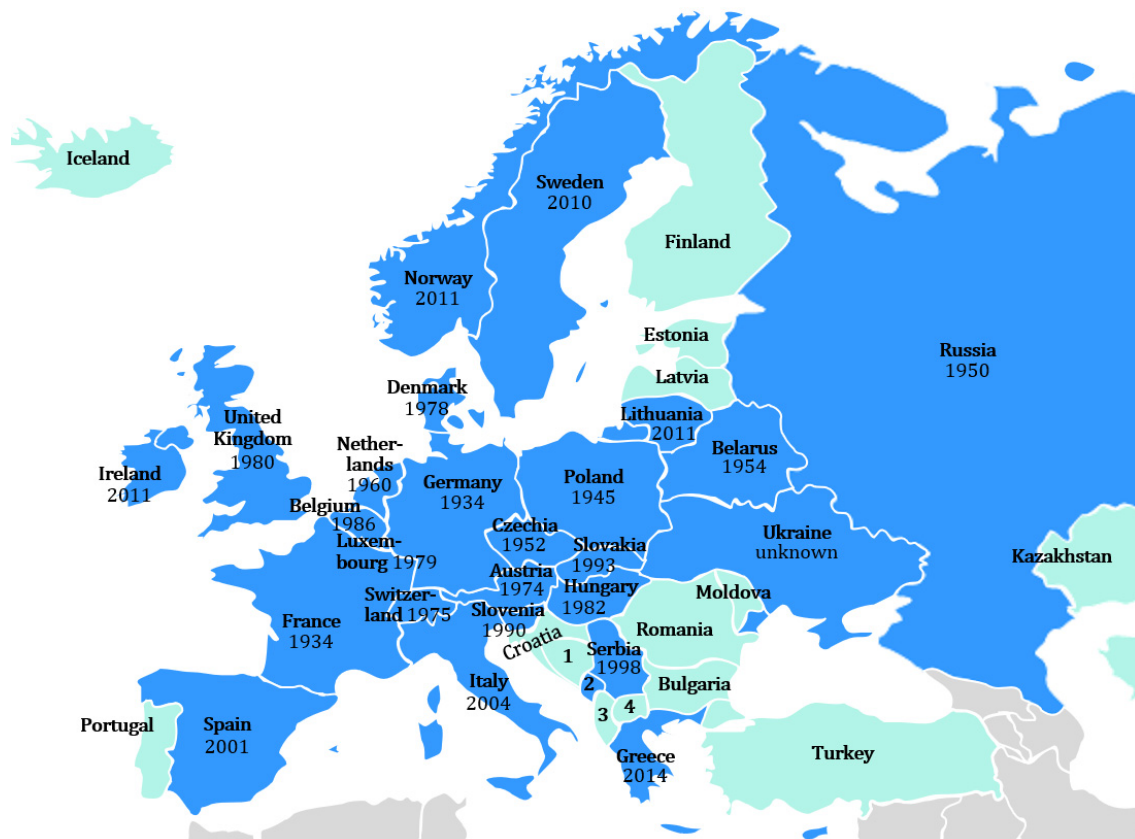 Iceland
Sweden
2010
Finland
Norway
2011
Estonia
Russia
1950
Latvia
Denmark
1978
Lithuania
2011
United
Kingdom
1980
Belarus
1954
Nether-
lands
1960
Ireland
2011
Germany
1934
Poland
1945
Belgium
1986
Czechia
1952
Ukraine
unknown
Luxem-
bourg 1979
Slovakia
1993
Kazakhstan
Austria
1974
Hungary
1982
Moldova
Switzer-
land 1975
Slovenia
1990
France
1934
Croatia
Romania
1
Serbia
1998
Italy
2004
2
Bulgaria
3
4
Portugal
Spain
2001
Greece
2014
Turkey